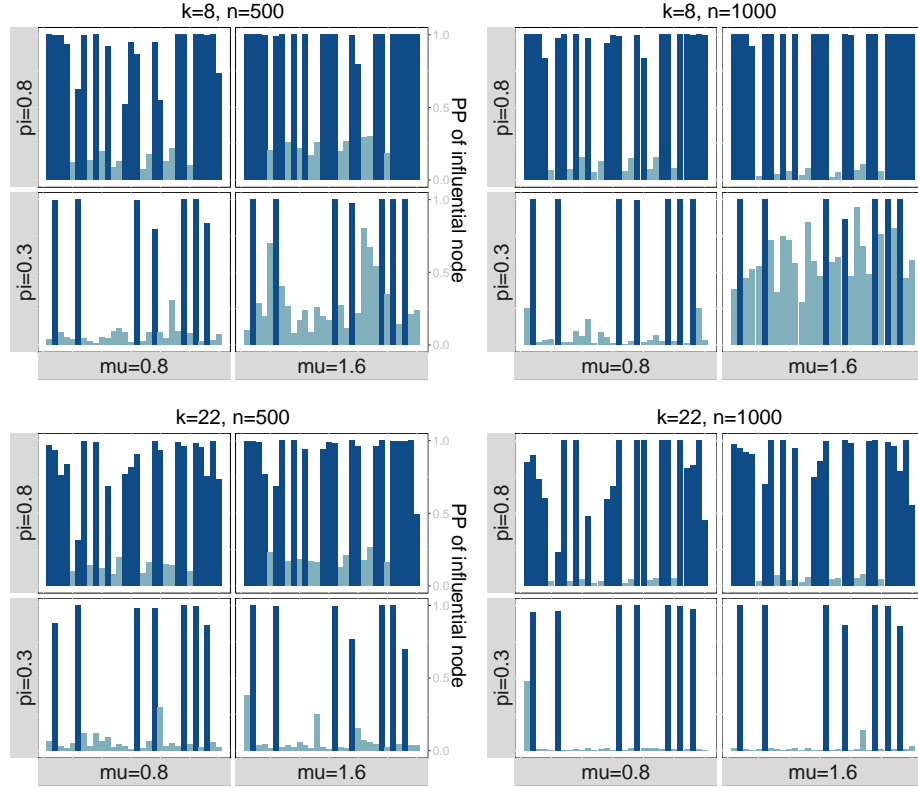 k=8, n=500
k=8, n=1000
pi=0.8
1.0
0.5
0.0
pi=0.8
pi=0.3
1.0
0.5
0.0
pi=0.3
PP of influential node
mu=0.8
mu=1.6
mu=0.8
mu=1.6
k=22, n=500
k=22, n=1000
pi=0.8
1.0
0.5
0.0
pi=0.8
pi=0.3
1.0
0.5
0.0
pi=0.3
PP of influential node
mu=0.8
mu=1.6
mu=0.8
mu=1.6